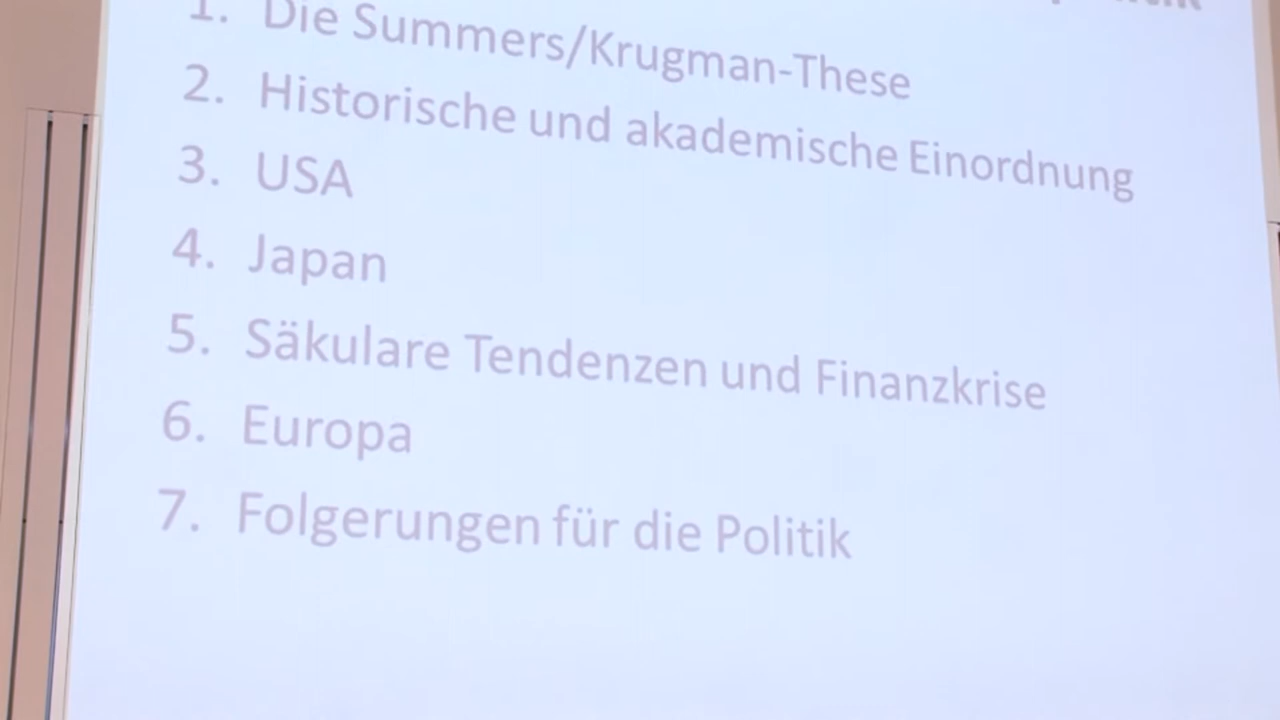 1. Die Summers/Krugman-These
2. Historische und akademische Einordnung
3. USA
4. Japan
5. Säkulare Tendenzen und Finanzkrise
6. Europa
7. Folgerungen für die Politik